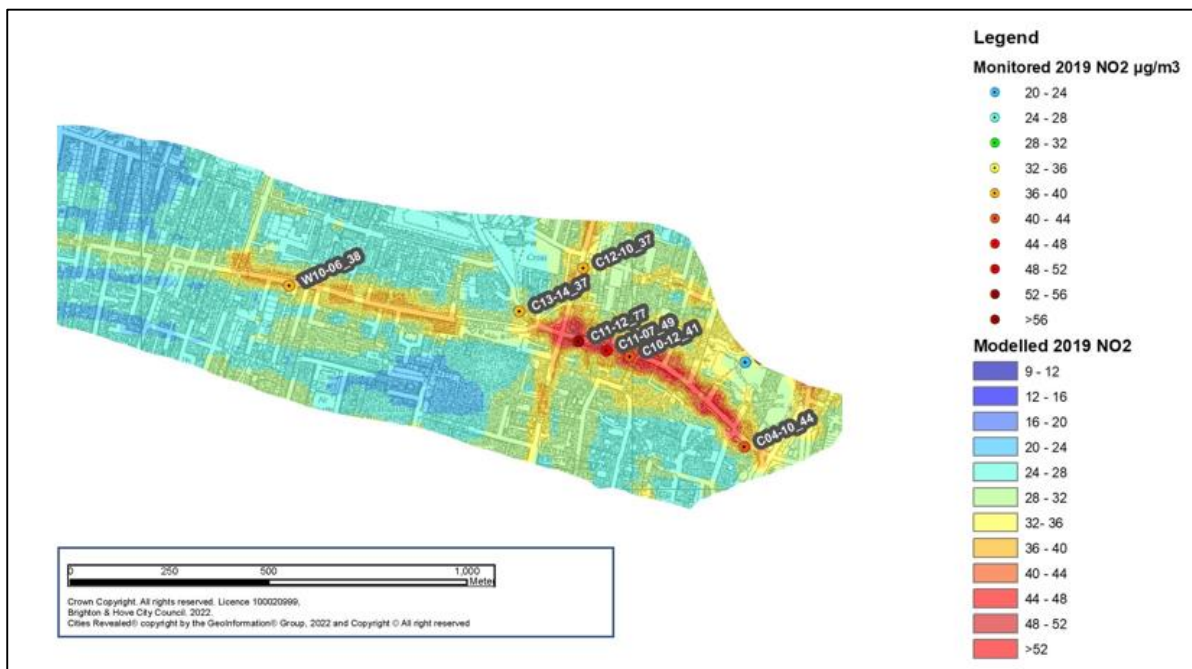 Legend
Monitored 2019 NO2 µg/m3
20 - 24
24 - 28
28 - 32
32 - 36
36 - 40
40 - 44
44 - 48
48 - 52
52 - 56
>56
Modelled 2019 NO2
9 - 12
12 - 16
16 - 20
20 - 24
24 - 28
28 - 32
32- 36
36 - 40
40 - 44
44 - 48
48 - 52
>52
W10-06_38
C12-10_37
C13-14_37
C11-12_77
C11-07_49
C10-12_41
C04-10_44
0 250 500 1,000
Mete
Crown Copyright. All rights reserved. Licence 100020999,
Brighton & Hove City Council. 2022.
Cities Revealed® copyright by the GeoInformation® Group, 2022 and Copyright © All right reserved